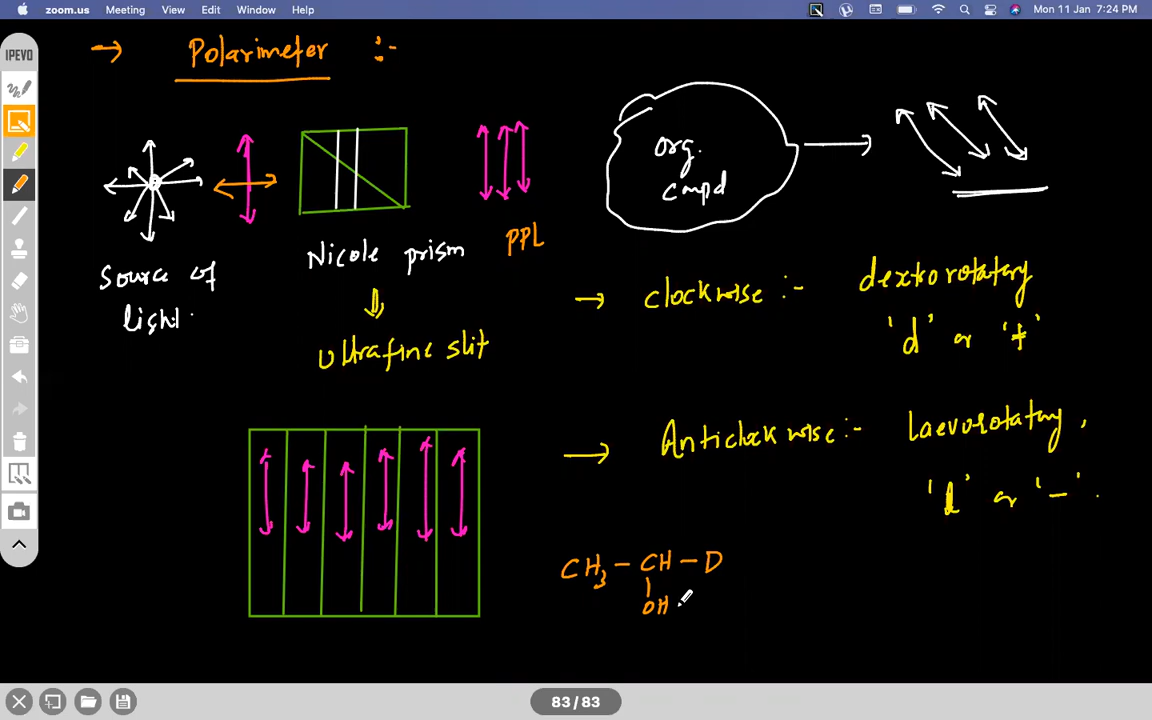 zoom.us Meeting View Edit Window Help Mon 11 Jan 7:24 PM
IPEVO
→ Polarimeter :-
Source of
light.
Nicole prism
⇓
Ultrafine slit
PPL
org.
cmpd
→ clockwise :- dextrorotatory
'd' or '+'
→ Anticlockwise :- laevorotatory,
'l' or '-'.
CH3 - CH - D
|
OH
83 / 83